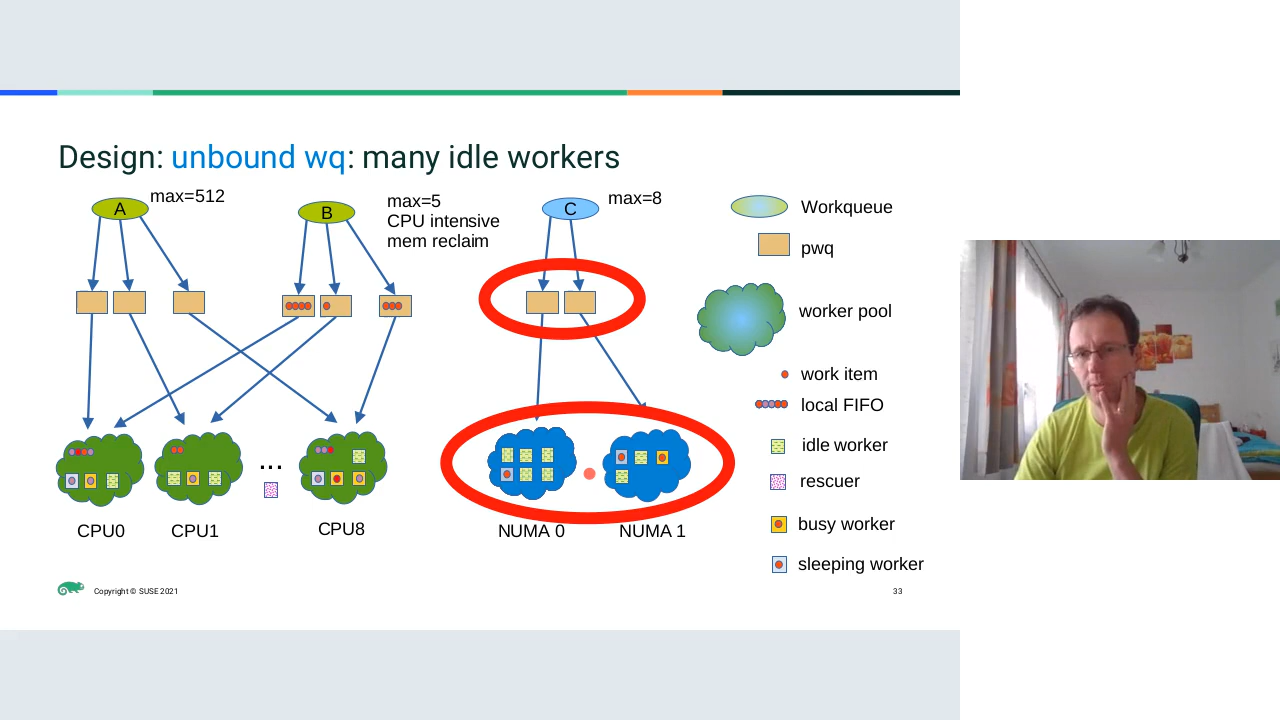 Design: unbound wq: many idle workers
A
max=512
B
max=5
CPU intensive
mem reclaim
C
max=8
Workqueue
pwq
worker pool
work item
local FIFO
idle worker
rescuer
busy worker
sleeping worker
...
CPU0
CPU1
CPU8
NUMA 0
NUMA 1
Copyright © SUSE 2021
33